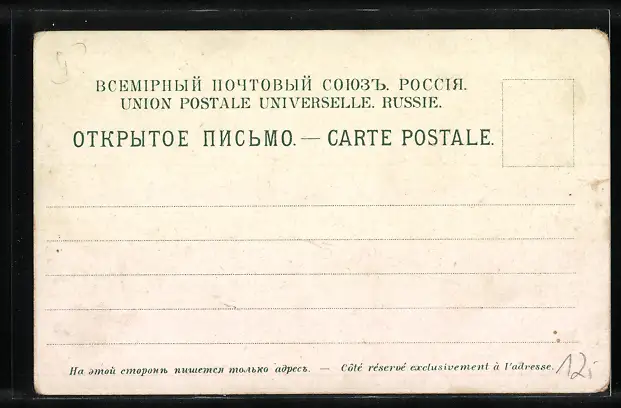 ВСЕМІРНЫЙ ПОЧТОВЫЙ СОЮЗЪ. РОССІЯ.
UNION POSTALE UNIVERSELLE. RUSSIE.
ОТКРЫТОЕ ПИСЬМО. — CARTE POSTALE.
На этой сторонѣ пишется только адресъ. — Côté réservé exclusivement à l'adresse.
12,-